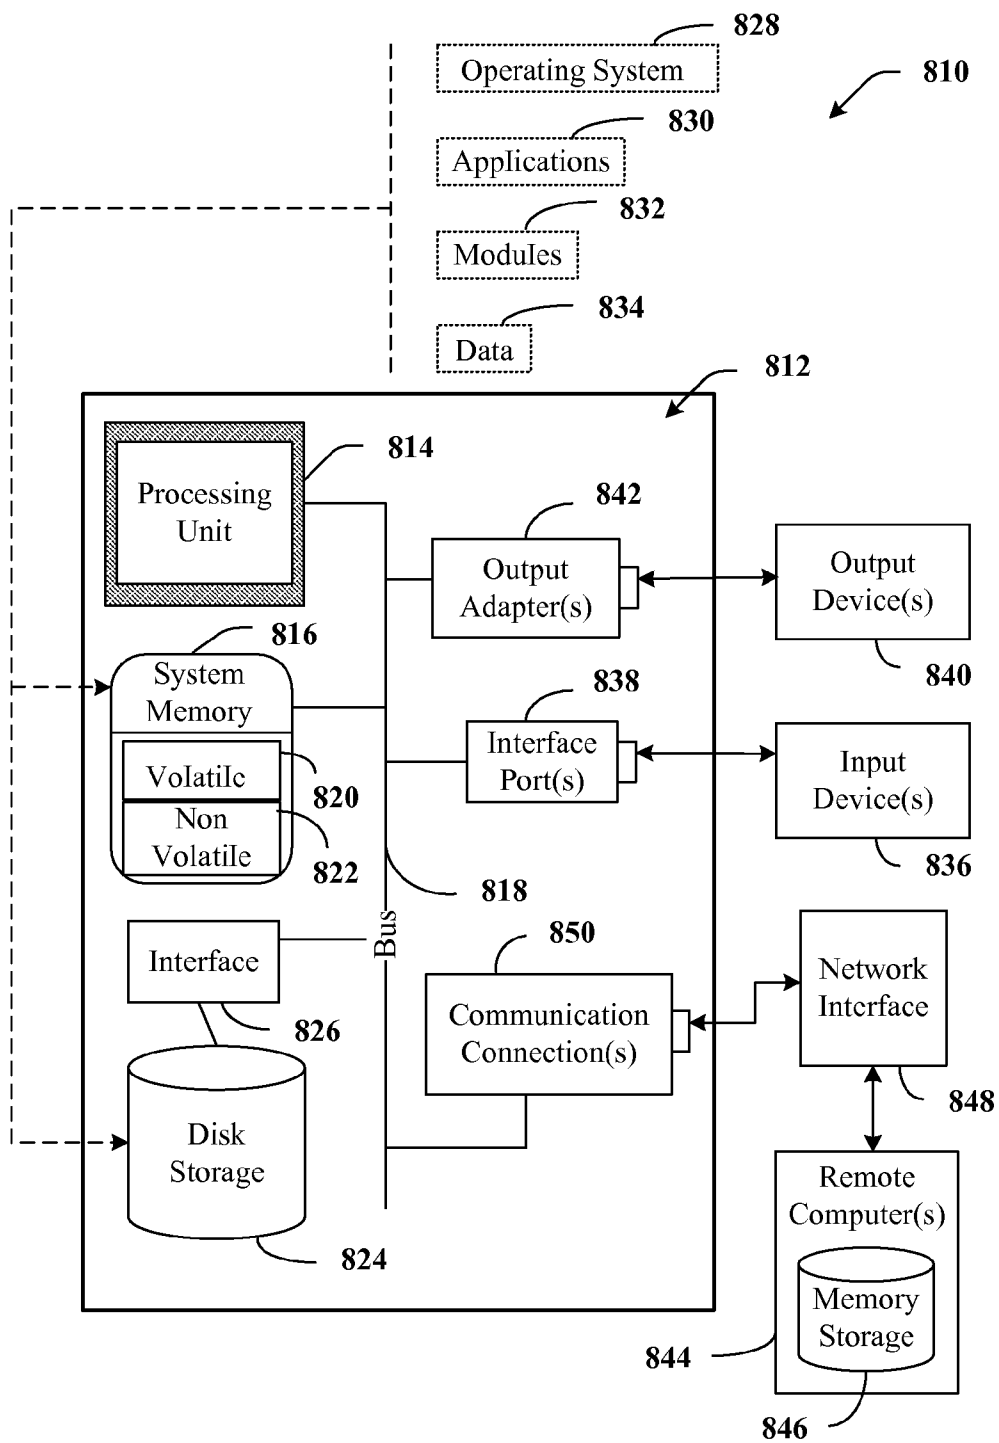 828
Operating System
810
830
Applications
832
Modules
834
Data
812
814
Processing
Unit
842
Output
Adapter(s)
Output
Device(s)
840
816
System
Memory
838
Interface
Port(s)
Input
Device(s)
836
Volatile
820
Non
Volatile
822
818
Bus
850
Interface
826
Communication
Connection(s)
Network
Interface
848
Disk
Storage
824
Remote
Computer(s)
Memory
Storage
844
846